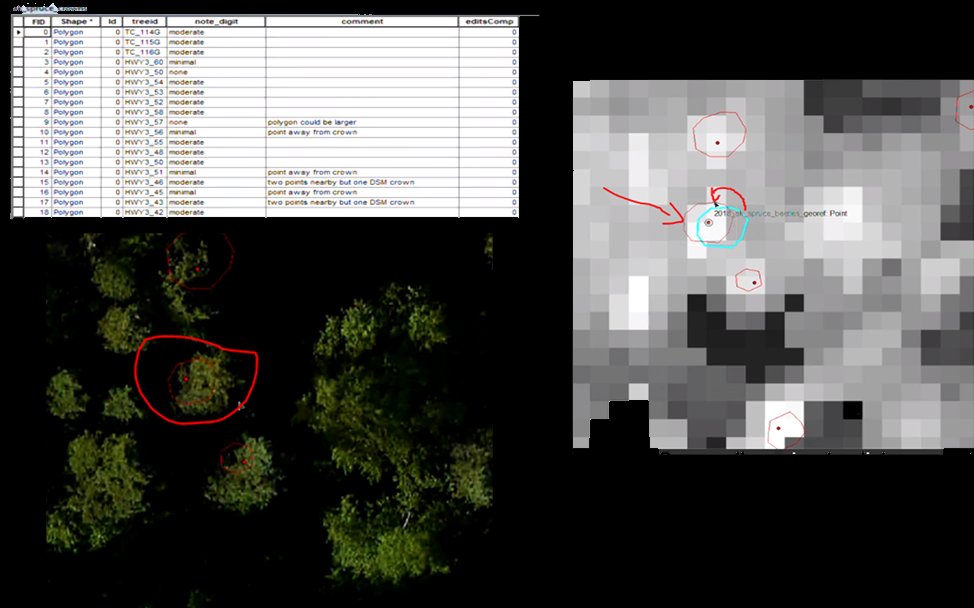 FID Shape * Id treeid note_digit comment editsComp
0 Polygon 0 TC_114G moderate 0
1 Polygon 0 TC_115G moderate 0
2 Polygon 0 TC_116G moderate 0
3 Polygon 0 HWY3_60 minimal 0
4 Polygon 0 HWY3_50 none 0
5 Polygon 0 HWY3_54 moderate 0
6 Polygon 0 HWY3_53 moderate 0
7 Polygon 0 HWY3_52 moderate 0
8 Polygon 0 HWY3_58 moderate 0
9 Polygon 0 HWY3_57 none polygon could be larger 0
10 Polygon 0 HWY3_56 minimal point away from crown 0
11 Polygon 0 HWY3_55 moderate 0
12 Polygon 0 HWY3_48 moderate 0
13 Polygon 0 HWY3_50 moderate 0
14 Polygon 0 HWY3_51 minimal point away from crown 0
15 Polygon 0 HWY3_46 moderate two points nearby but one DSM crown 0
16 Polygon 0 HWY3_45 minimal point away from crown 0
17 Polygon 0 HWY3_43 moderate two points nearby but one DSM crown 0
18 Polygon 0 HWY3_42 moderate 0